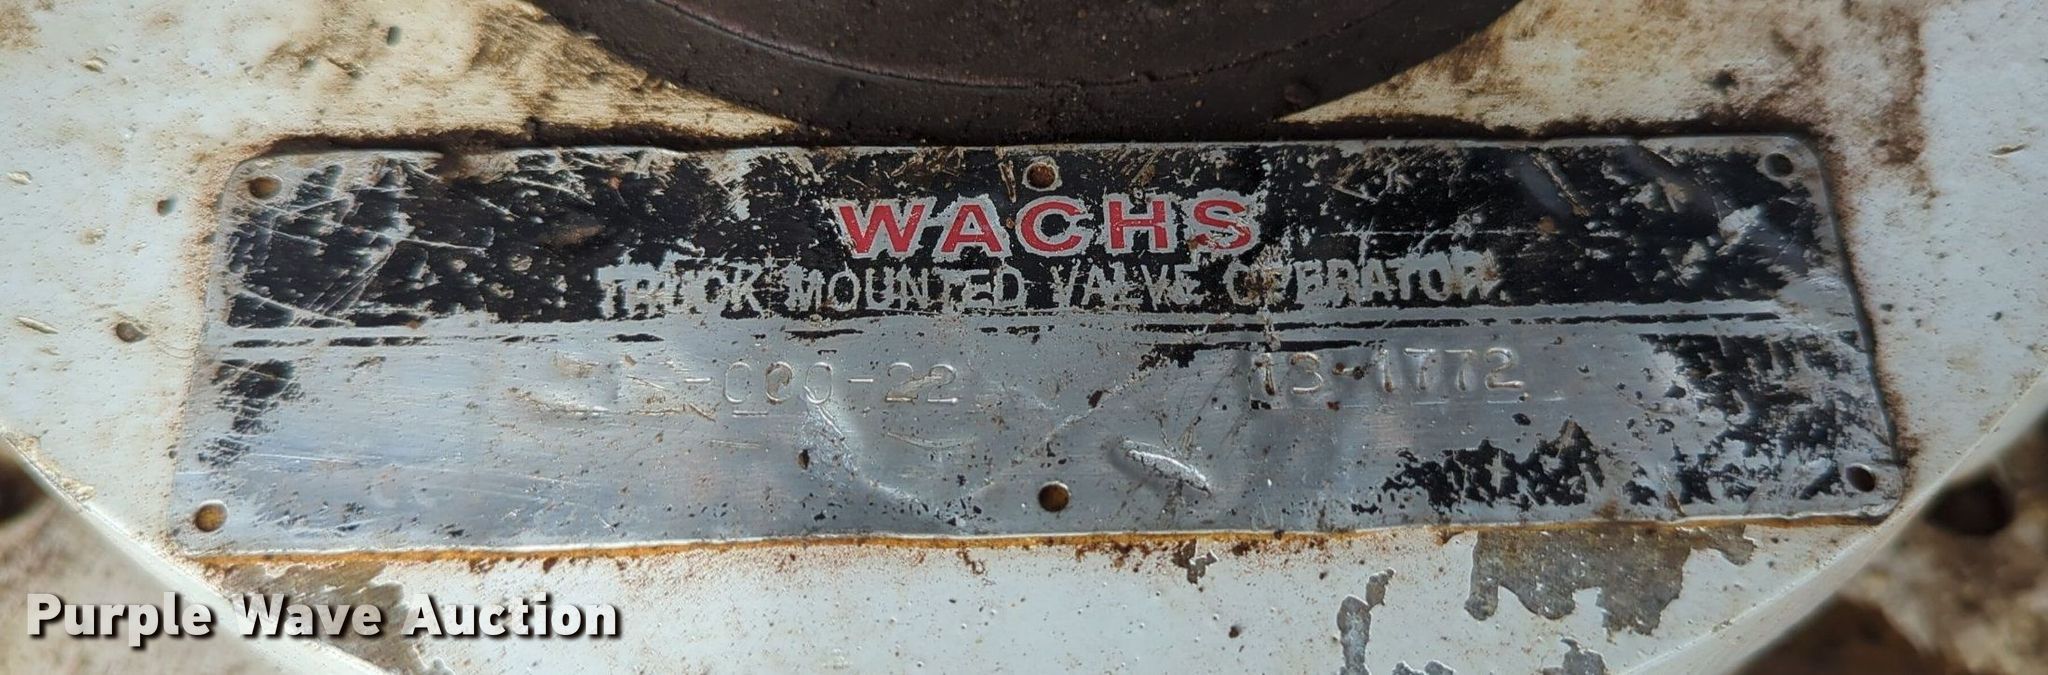 WACHS
TRUCK MOUNTED VALVE OPERATOR
-000-22 13-1772
Purple Wave Auction